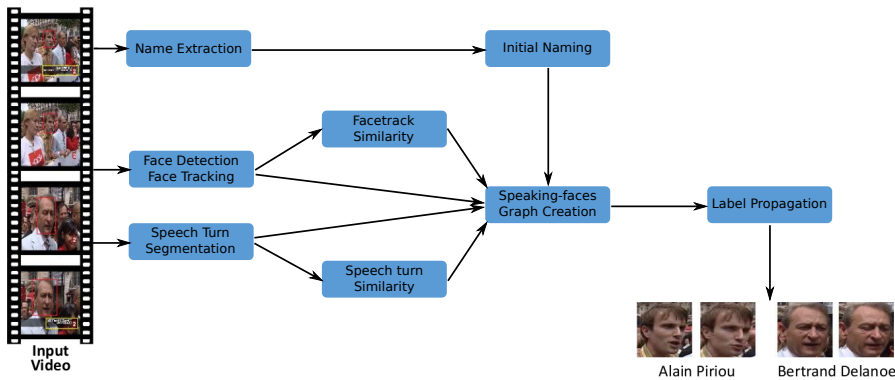 Name Extraction
Initial Naming
Facetrack
Similarity
Face Detection
Face Tracking
Speaking-faces
Graph Creation
Label Propagation
Speech Turn
Segmentation
Speech turn
Similarity
Input
Video
Alain Piriou
Bertrand Delanoe